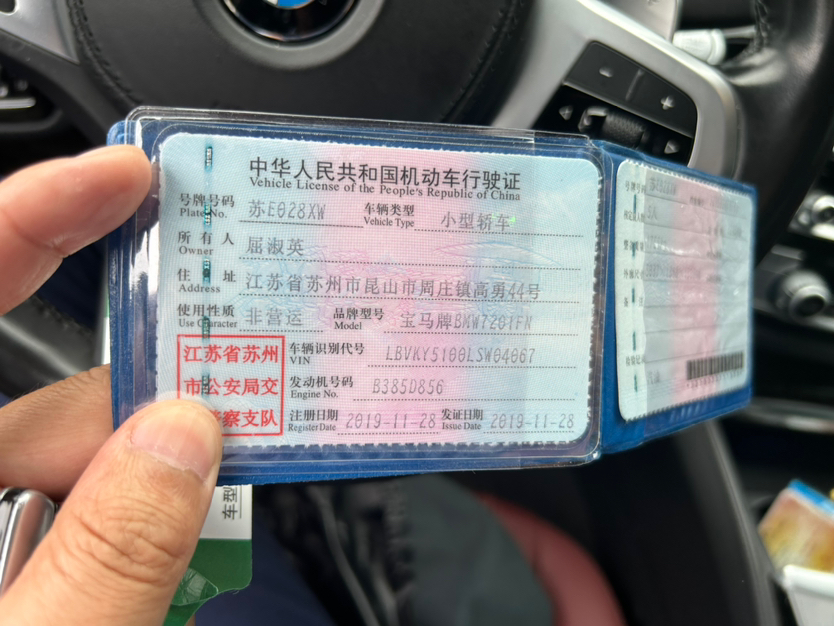 中华人民共和国机动车行驶证
Vehicle License of the People's Republic of China
号牌号码 苏E028XW 车辆类型 小型轿车
Plate No. Vehicle Type
所有人 屈淑英
Owner
住址 江苏省苏州市昆山市周庄镇高勇44号
Address
使用性质 非营运 品牌型号 宝马牌BMW7201FN
Use Character Model
江苏省苏州
市公安局交
警察支队
车辆识别代号 LBVKY5100LSW04067
VIN
发动机号码 B385D856
Engine No.
注册日期 2019-11-28 发证日期 2019-11-28
Register Date Issue Date
车型